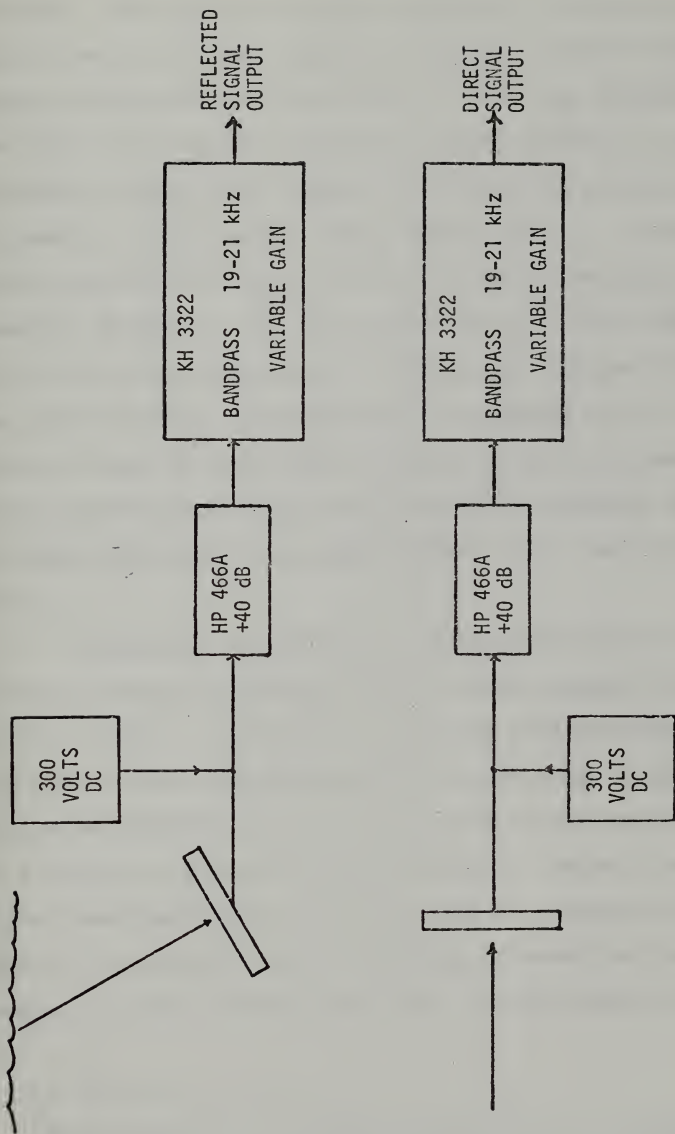 300
VOLTS
DC
HP 466A
+40 dB
KH 3322
BANDPASS 19-21 kHz
VARIABLE GAIN
REFLECTED
SIGNAL
OUTPUT
300
VOLTS
DC
HP 466A
+40 dB
KH 3322
BANDPASS 19-21 kHz
VARIABLE GAIN
DIRECT
SIGNAL
OUTPUT